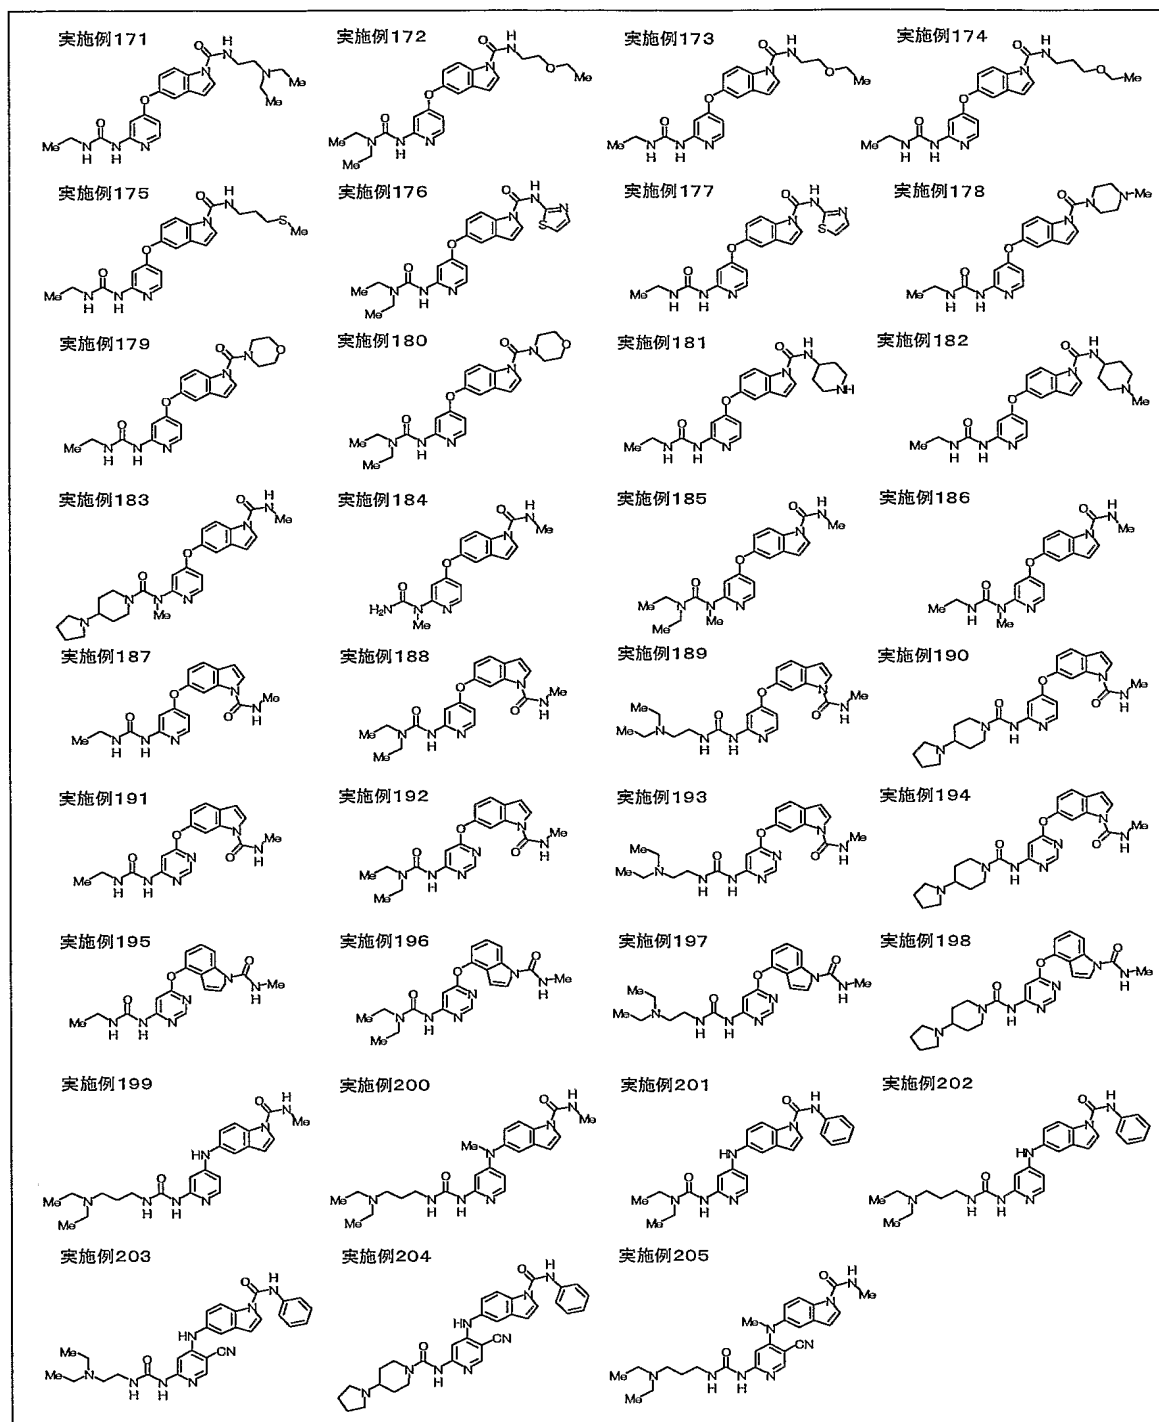 実施例171 実施例172 実施例173 実施例174
実施例175 実施例176 実施例177 実施例178
実施例179 実施例180 実施例181 実施例182
実施例183 実施例184 実施例185 実施例186
実施例187 実施例188 実施例189 実施例190
実施例191 実施例192 実施例193 実施例194
実施例195 実施例196 実施例197 実施例198
実施例199 実施例200 実施例201 実施例202
実施例203 実施例204 実施例205